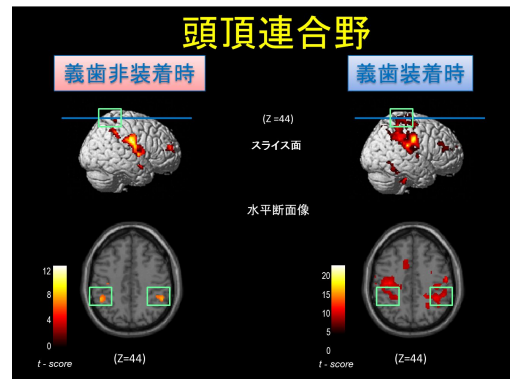 頭頂連合野
義歯非装着時
義歯装着時
(Z =44)
スライス面
水平断面像
12
8
4
0
t - score
(Z=44)
20
15
10
5
0
t - score
(Z=44)